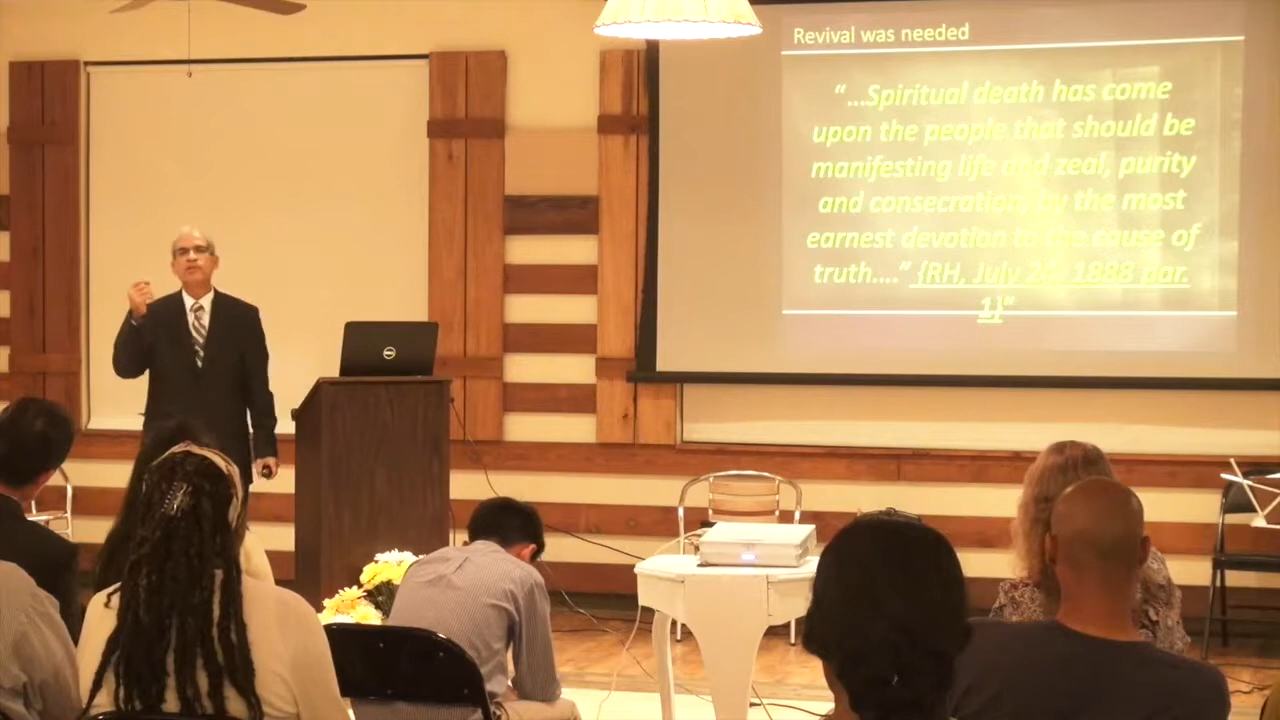 Revival was needed
“...Spiritual death has come
upon the people that should be
manifesting life and zeal, purity
and consecration, by the most
earnest devotion to the cause of
truth....” {RH, July 1888 par.
1}“
DELL